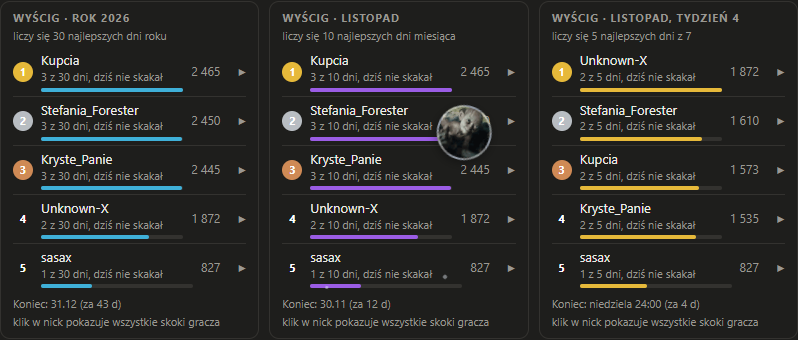 WYŚCIG · ROK 2026
liczy się 30 najlepszych dni roku
1 Kupcia 2 465 ▶
3 z 30 dni, dziś nie skakał
2 Stefania_Forester 2 450 ▶
3 z 30 dni, dziś nie skakał
3 Kryste_Panie 2 445 ▶
3 z 30 dni, dziś nie skakał
4 Unknown-X 1 872 ▶
2 z 30 dni, dziś nie skakał
5 sasax 827 ▶
1 z 30 dni, dziś nie skakał
Koniec: 31.12 (za 43 d)
klik w nick pokazuje wszystkie skoki gracza
WYŚCIG · LISTOPAD
liczy się 10 najlepszych dni miesiąca
1 Kupcia 2 465 ▶
3 z 10 dni, dziś nie skakał
2 Stefania_Forester ▶
3 z 10 dni, dziś nie skakał
3 Kryste_Panie 2 445 ▶
3 z 10 dni, dziś nie skakał
4 Unknown-X 1 872 ▶
2 z 10 dni, dziś nie skakał
5 sasax 827 ▶
1 z 10 dni, dziś nie skakał
Koniec: 30.11 (za 12 d)
klik w nick pokazuje wszystkie skoki gracza
WYŚCIG · LISTOPAD, TYDZIEŃ 4
liczy się 5 najlepszych dni z 7
1 Unknown-X 1 872 ▶
2 z 5 dni, dziś nie skakał
2 Stefania_Forester 1 610 ▶
2 z 5 dni, dziś nie skakał
3 Kupcia 1 573 ▶
2 z 5 dni, dziś nie skakał
4 Kryste_Panie 1 535 ▶
2 z 5 dni, dziś nie skakał
5 sasax 827 ▶
1 z 5 dni, dziś nie skakał
Koniec: niedziela 24:00 (za 4 d)
klik w nick pokazuje wszystkie skoki gracza